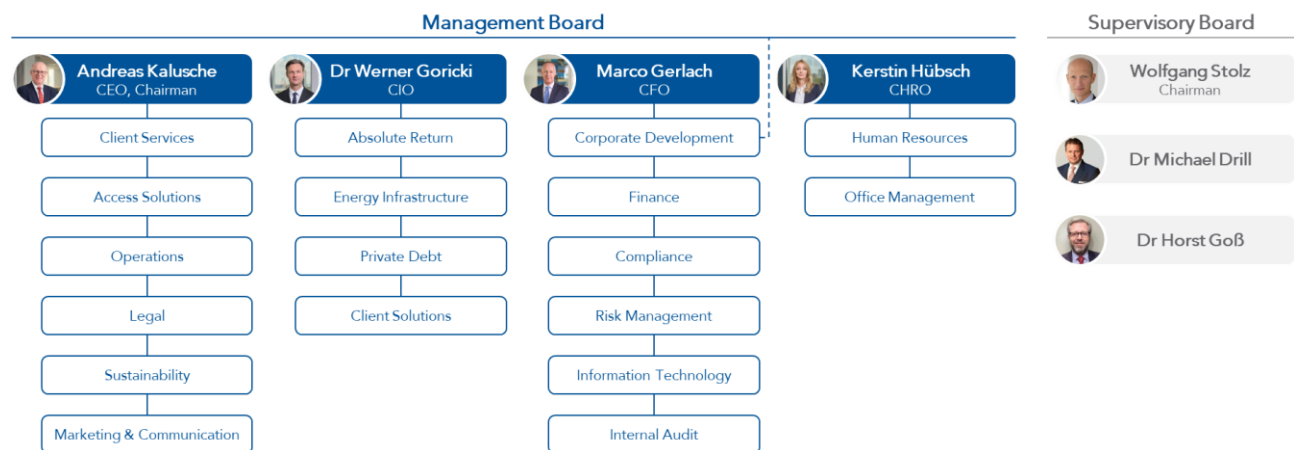 Management Board
Supervisory Board
Andreas Kalusche
CEO, Chairman
Client Services
Access Solutions
Operations
Legal
Sustainability
Marketing & Communication
Dr Werner Goricki
CIO
Absolute Return
Energy Infrastructure
Private Debt
Client Solutions
Marco Gerlach
CFO
Corporate Development
Finance
Compliance
Risk Management
Information Technology
Internal Audit
Kerstin Hübsch
CHRO
Human Resources
Office Management
Wolfgang Stolz
Chairman
Dr Michael Drill
Dr Horst Goß